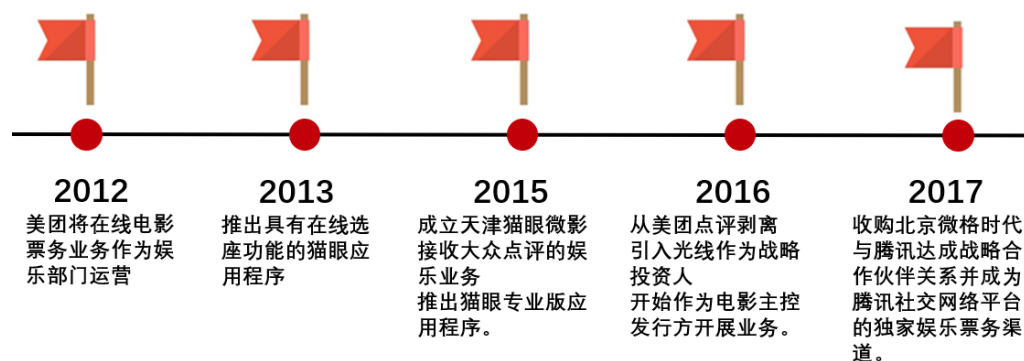 2012
美团将在线电影
票务业务作为娱
乐部门运营
2013
推出具有在线选
座功能的猫眼应
用程序
2015
成立天津猫眼微影
接收大众点评的娱
乐业务
推出猫眼专业版应
用程序。
2016
从美团点评剥离
引入光线作为战略
投资人
开始作为电影主控
发行方开展业务。
2017
收购北京微格时代
与腾讯达成战略合
作伙伴关系并成为
腾讯社交网络平台
的独家娱乐票务渠
道。